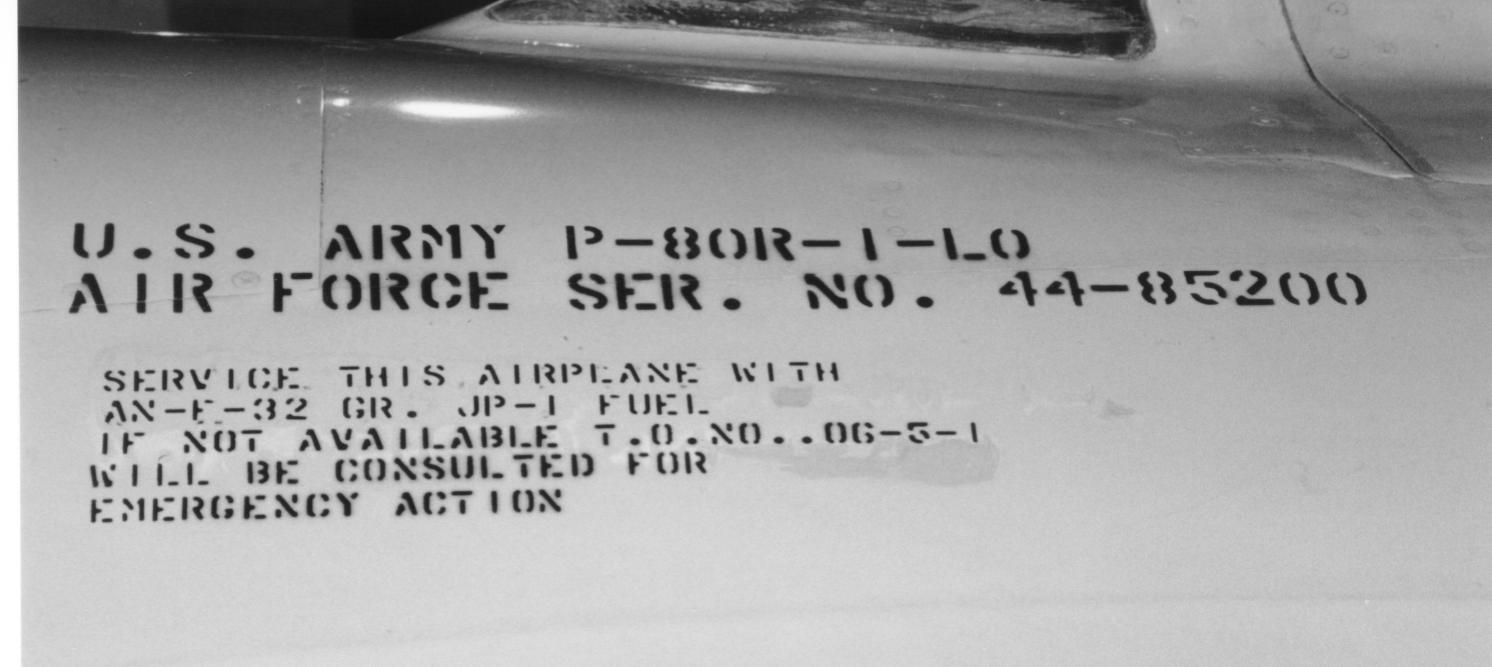 U.S. ARMY P-80R-1-LO
AIR FORCE SER. NO. 44-85200
SERVICE THIS AIRPLANE WITH
AN-F-32 GR. JP-1 FUEL
IF NOT AVAILABLE T.O.NO..06-5-1
WILL BE CONSULTED FOR
EMERGENCY ACTION